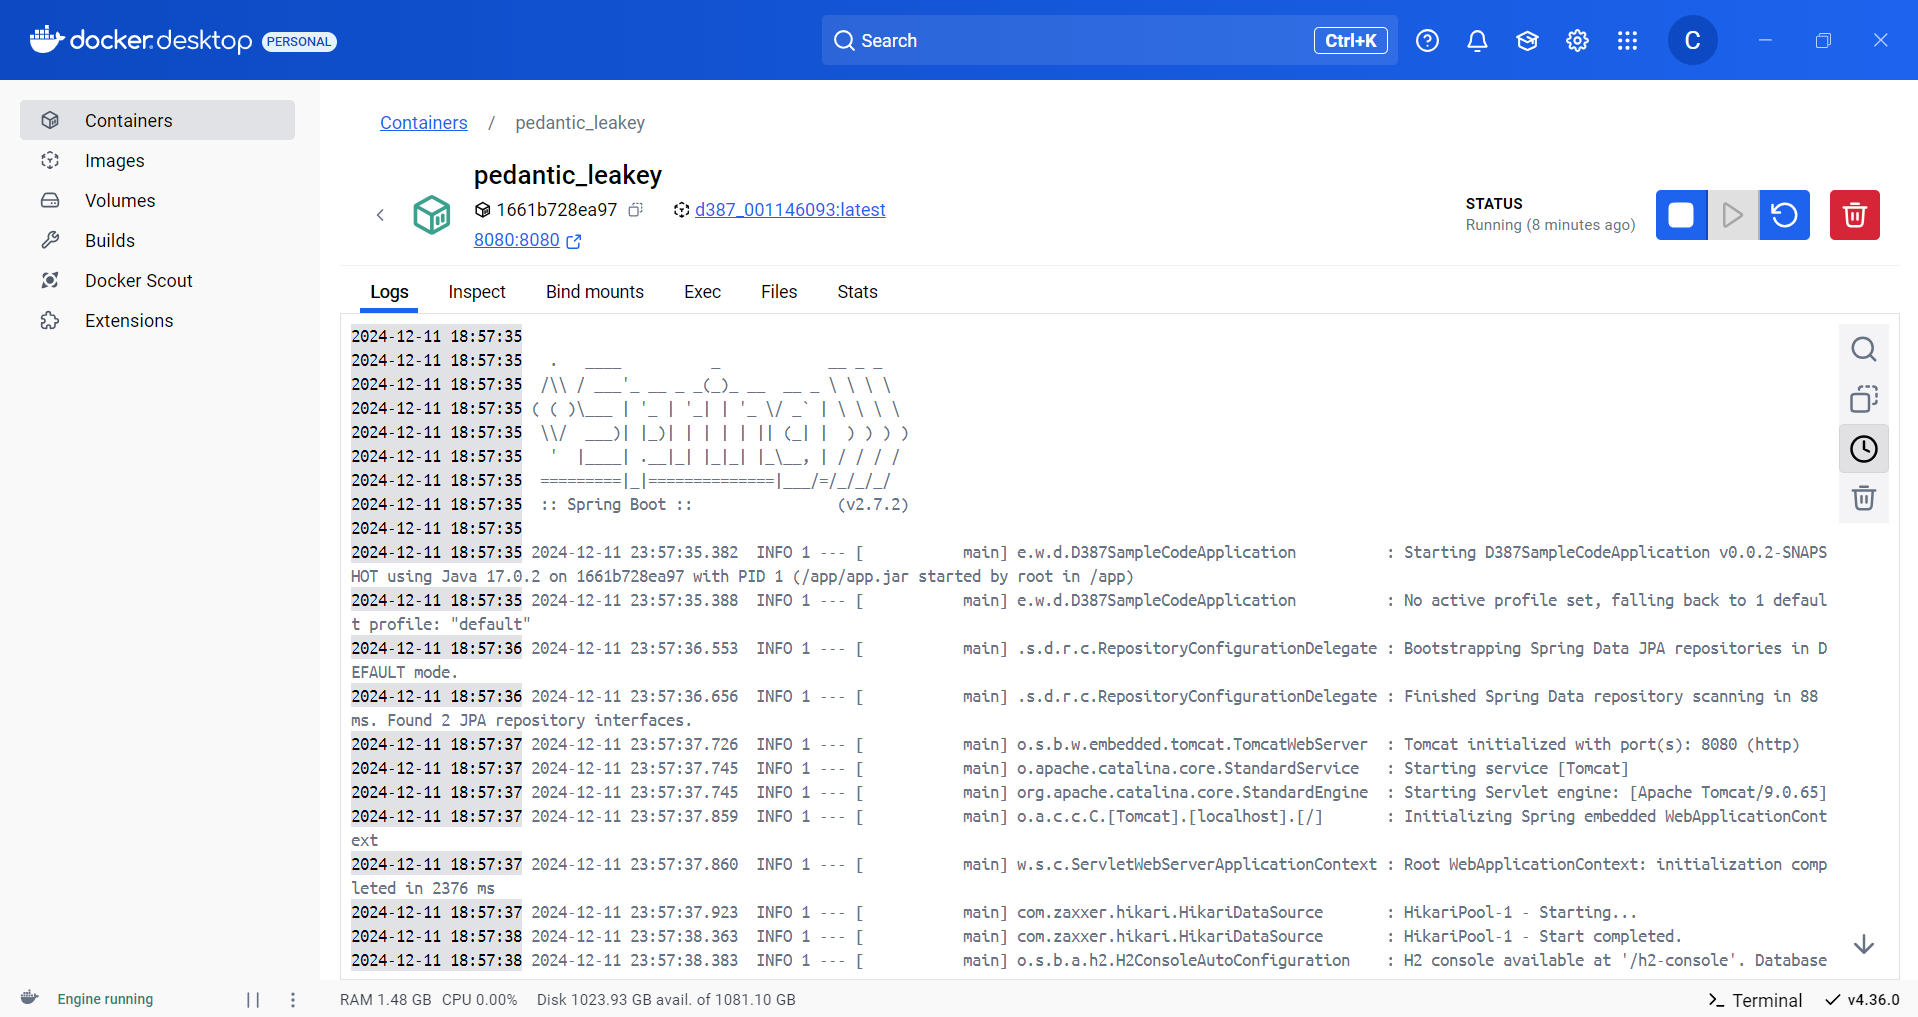 docker.desktop PERSONAL
Search Ctrl+K
C
Containers
Images
Volumes
Builds
Docker Scout
Extensions
Containers / pedantic_leakey
pedantic_leakey
1661b728ea97 d387_001146093:latest
8080:8080
STATUS
Running (8 minutes ago)
Logs Inspect Bind mounts Exec Files Stats
2024-12-11 18:57:35
2024-12-11 18:57:35   .   ____          _            __ _ _
2024-12-11 18:57:35  /\\ / ___'_ __ _ _(_)_ __  __ _ \ \ \ \
2024-12-11 18:57:35 ( ( )\___ | '_ | '_| | '_ \/ _` | \ \ \ \
2024-12-11 18:57:35  \\/  ___)| |_)| | | | | || (_| |  ) ) ) )
2024-12-11 18:57:35   '  |____| .__|_| |_|_| |_\__, | / / / /
2024-12-11 18:57:35  =========|_|==============|___/=/_/_/_/
2024-12-11 18:57:35  :: Spring Boot ::                (v2.7.2)
2024-12-11 18:57:35
2024-12-11 18:57:35 2024-12-11 23:57:35.382  INFO 1 --- [           main] e.w.d.D387SampleCodeApplication          : Starting D387SampleCodeApplication v0.0.2-SNAPS
HOT using Java 17.0.2 on 1661b728ea97 with PID 1 (/app/app.jar started by root in /app)
2024-12-11 18:57:35 2024-12-11 23:57:35.388  INFO 1 --- [           main] e.w.d.D387SampleCodeApplication          : No active profile set, falling back to 1 defaul
t profile: "default"
2024-12-11 18:57:36 2024-12-11 23:57:36.553  INFO 1 --- [           main] .s.d.r.c.RepositoryConfigurationDelegate : Bootstrapping Spring Data JPA repositories in D
EFAULT mode.
2024-12-11 18:57:36 2024-12-11 23:57:36.656  INFO 1 --- [           main] .s.d.r.c.RepositoryConfigurationDelegate : Finished Spring Data repository scanning in 88
ms. Found 2 JPA repository interfaces.
2024-12-11 18:57:37 2024-12-11 23:57:37.726  INFO 1 --- [           main] o.s.b.w.embedded.tomcat.TomcatWebServer  : Tomcat initialized with port(s): 8080 (http)
2024-12-11 18:57:37 2024-12-11 23:57:37.745  INFO 1 --- [           main] o.apache.catalina.core.StandardService   : Starting service [Tomcat]
2024-12-11 18:57:37 2024-12-11 23:57:37.745  INFO 1 --- [           main] org.apache.catalina.core.StandardEngine  : Starting Servlet engine: [Apache Tomcat/9.0.65]
2024-12-11 18:57:37 2024-12-11 23:57:37.859  INFO 1 --- [           main] o.a.c.c.C.[Tomcat].[localhost].[/]       : Initializing Spring embedded WebApplicationCont
ext
2024-12-11 18:57:37 2024-12-11 23:57:37.860  INFO 1 --- [           main] w.s.c.ServletWebServerApplicationContext : Root WebApplicationContext: initialization comp
leted in 2376 ms
2024-12-11 18:57:37 2024-12-11 23:57:37.923  INFO 1 --- [           main] com.zaxxer.hikari.HikariDataSource       : HikariPool-1 - Starting...
2024-12-11 18:57:38 2024-12-11 23:57:38.363  INFO 1 --- [           main] com.zaxxer.hikari.HikariDataSource       : HikariPool-1 - Start completed.
2024-12-11 18:57:38 2024-12-11 23:57:38.383  INFO 1 --- [           main] o.s.b.a.h2.H2ConsoleAutoConfiguration    : H2 console available at '/h2-console'. Database
Engine running RAM 1.48 GB CPU 0.00% Disk 1023.93 GB avail. of 1081.10 GB Terminal v4.36.0